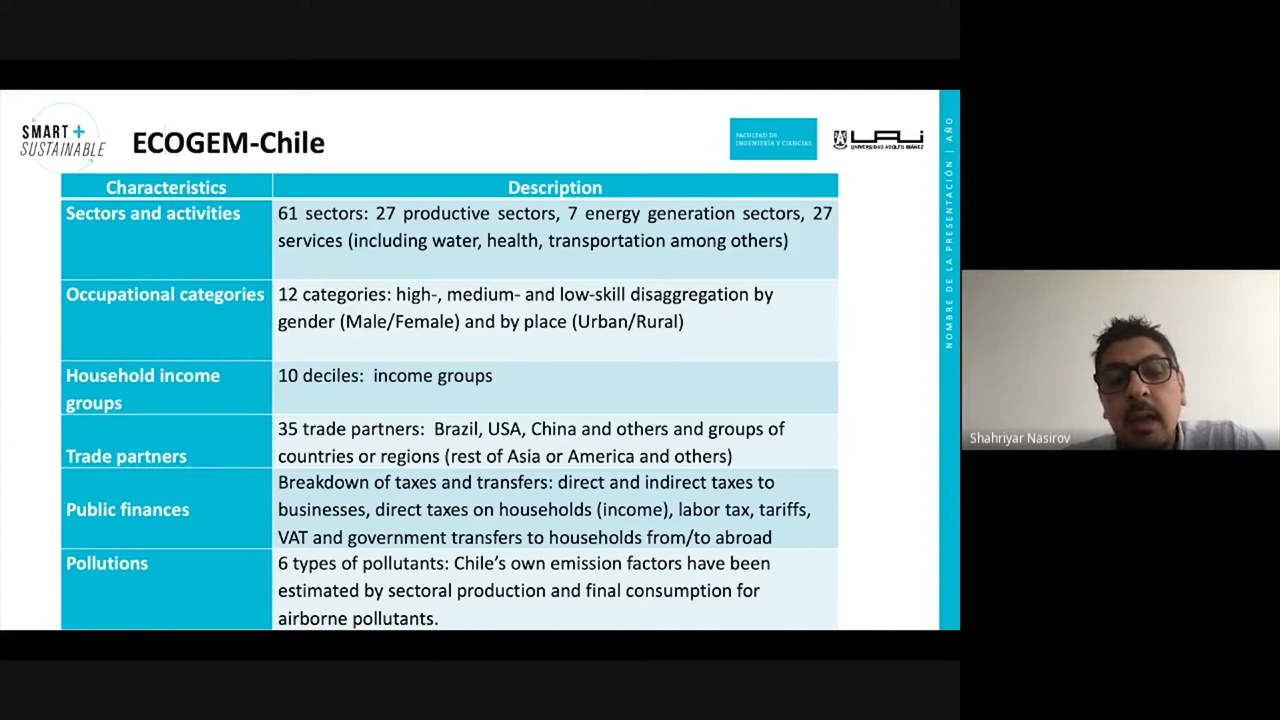 SMART +
SUSTAINABLE
ECOGEM-Chile
FACULTAD DE
INGENIERÍA Y CIENCIAS
UAI
UNIVERSIDAD ADOLFO IBÁÑEZ
NOMBRE DE LA PRESENTACIÓN | AÑO
Characteristics
Description
Sectors and activities
61 sectors: 27 productive sectors, 7 energy generation sectors, 27
services (including water, health, transportation among others)
Occupational categories
12 categories: high-, medium- and low-skill disaggregation by
gender (Male/Female) and by place (Urban/Rural)
Household income
groups
10 deciles: income groups
Trade partners
35 trade partners: Brazil, USA, China and others and groups of
countries or regions (rest of Asia or America and others)
Public finances
Breakdown of taxes and transfers: direct and indirect taxes to
businesses, direct taxes on households (income), labor tax, tariffs,
VAT and government transfers to households from/to abroad
Pollutions
6 types of pollutants: Chile’s own emission factors have been
estimated by sectoral production and final consumption for
airborne pollutants.
Shahriyar Nasirov